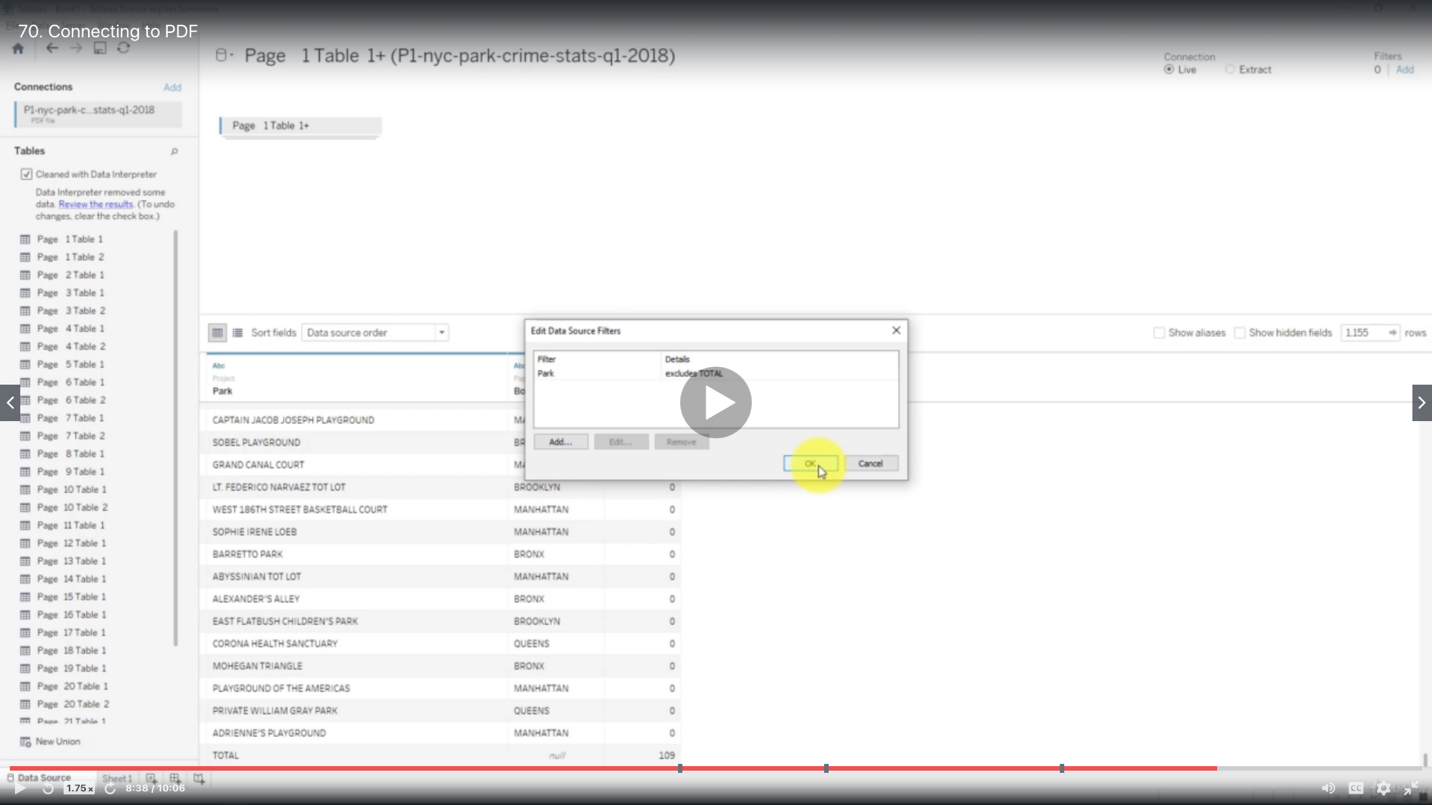 70. Connecting to PDF
Page 1 Table 1+ (P1-nyc-park-crime-stats-q1-2018)
Connection
Live Extract
Filters
0 Add
Connections Add
P1-nyc-park-c...stats-q1-2018
PDF file
Page 1 Table 1+
Tables
Cleaned with Data Interpreter
Data Interpreter removed some
data. Review the results. (To undo
changes, clear the check box.)
Page 1 Table 1
Page 1 Table 2
Page 2 Table 1
Page 3 Table 1
Page 3 Table 2
Page 4 Table 1
Page 4 Table 2
Page 5 Table 1
Page 6 Table 1
Page 6 Table 2
Page 7 Table 1
Page 7 Table 2
Page 8 Table 1
Page 9 Table 1
Page 10 Table 1
Page 10 Table 2
Page 11 Table 1
Page 12 Table 1
Page 13 Table 1
Page 14 Table 1
Page 15 Table 1
Page 16 Table 1
Page 17 Table 1
Page 18 Table 1
Page 19 Table 1
Page 20 Table 1
Page 20 Table 2
Page 21 Table 1
New Union
Sort fields Data source order
Show aliases Show hidden fields 1,155 rows
Edit Data Source Filters
Filter Details
Park excludes TOTAL
Add... Edit... Remove
OK Cancel
Abc
Project
Park
CAPTAIN JACOB JOSEPH PLAYGROUND
SOBEL PLAYGROUND
GRAND CANAL COURT
LT. FEDERICO NARVAEZ TOT LOT BROOKLYN 0
WEST 186TH STREET BASKETBALL COURT MANHATTAN 0
SOPHIE IRENE LOEB MANHATTAN 0
BARRETTO PARK BRONX 0
ABYSSINIAN TOT LOT MANHATTAN 0
ALEXANDER'S ALLEY BRONX 0
EAST FLATBUSH CHILDREN'S PARK BROOKLYN 0
CORONA HEALTH SANCTUARY QUEENS 0
MOHEGAN TRIANGLE BRONX 0
PLAYGROUND OF THE AMERICAS MANHATTAN 0
PRIVATE WILLIAM GRAY PARK QUEENS 0
ADRIENNE'S PLAYGROUND MANHATTAN 0
TOTAL null 109
Data Source Sheet 1
1.75x 8:38 / 10:06 CC